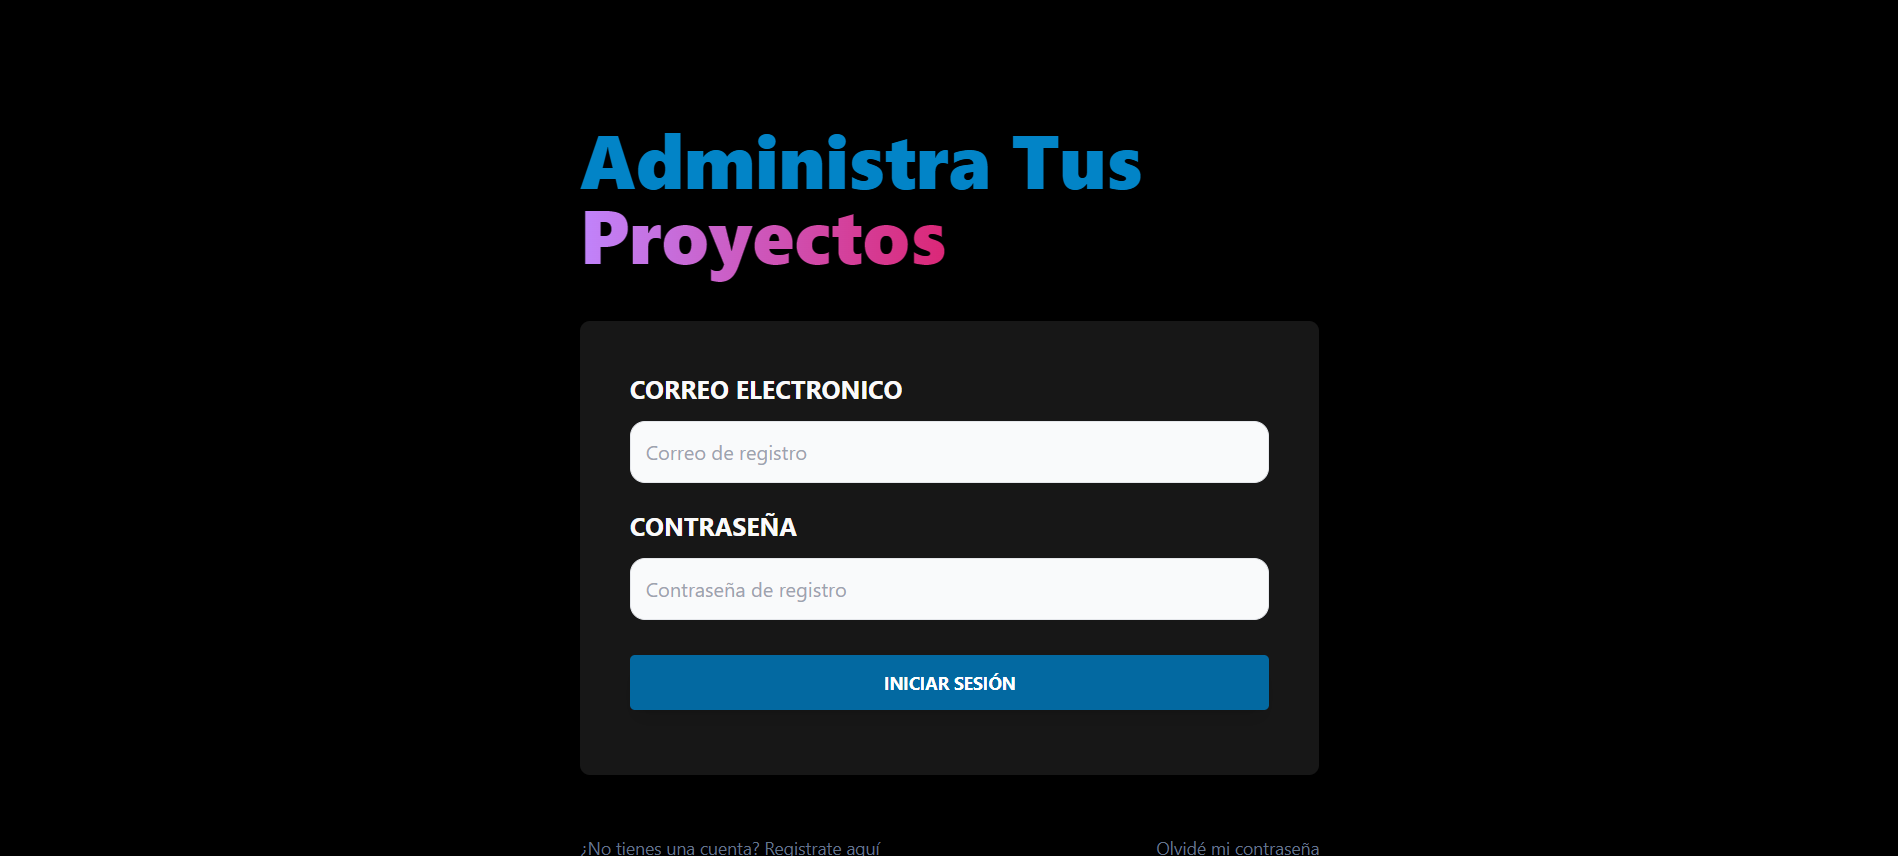 Administra Tus
Proyectos
CORREO ELECTRONICO
Correo de registro
CONTRASEÑA
Contraseña de registro
INICIAR SESIÓN
¿No tienes una cuenta? Registrate aquí
Olvidé mi contraseña